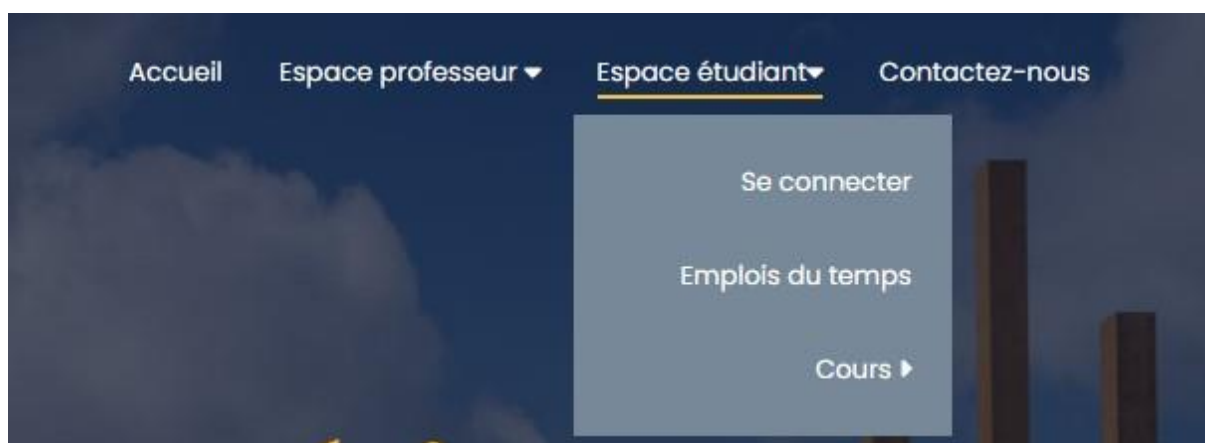 Accueil Espace professeur Espace étudiant Contactez-nous
Se connecter
Emplois du temps
Cours